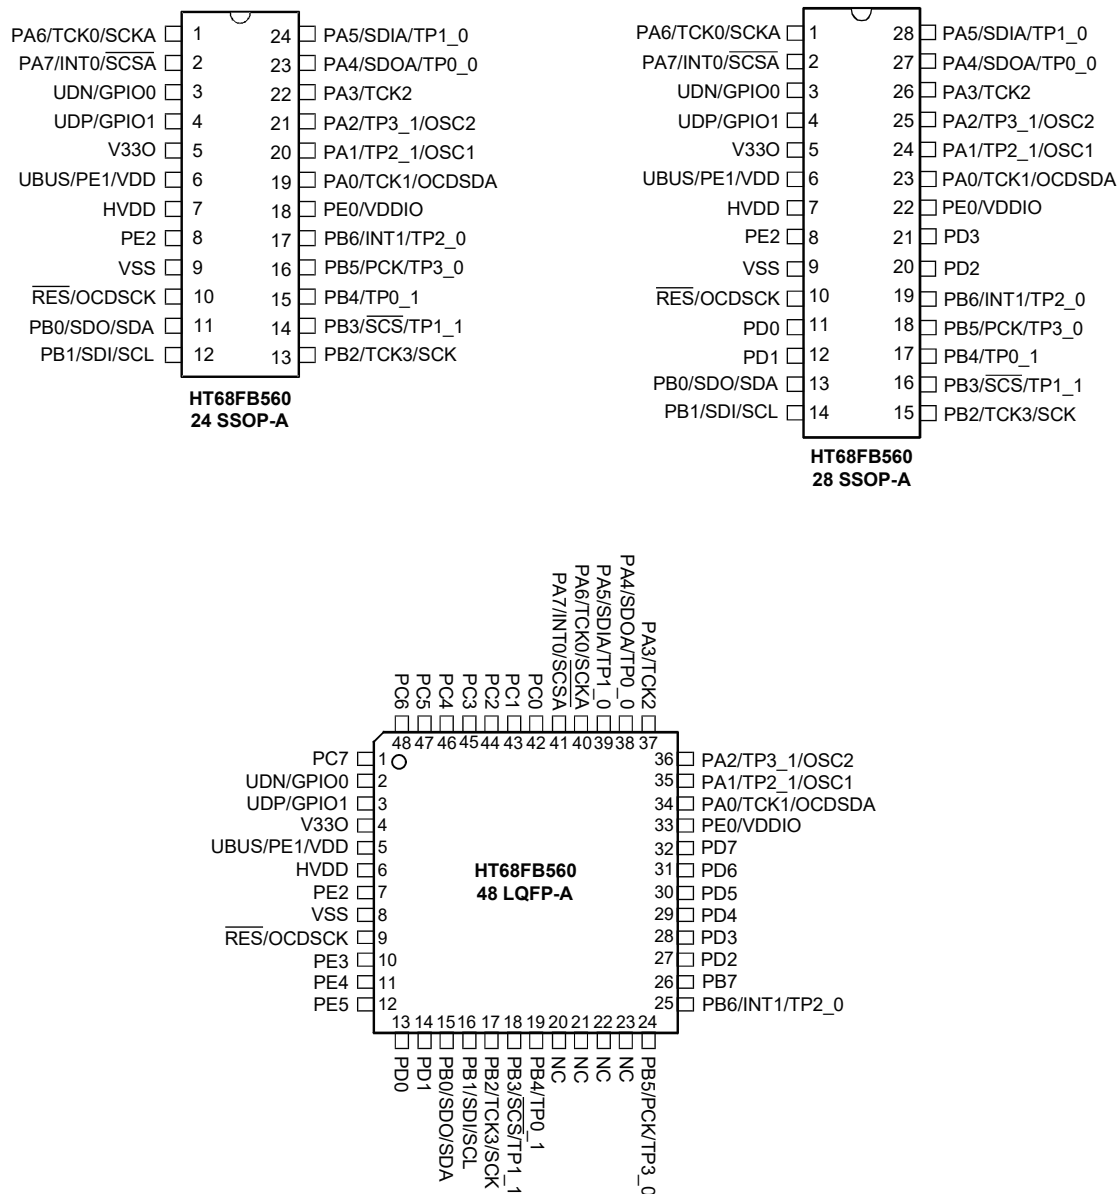 PA6/TCK0/SCKA 1 24 PA5/SDIA/TP1_0
PA7/INT0/SCSA 2 23 PA4/SDOA/TP0_0
UDN/GPIO0 3 22 PA3/TCK2
UDP/GPIO1 4 21 PA2/TP3_1/OSC2
V33O 5 20 PA1/TP2_1/OSC1
UBUS/PE1/VDD 6 19 PA0/TCK1/OCDSDA
HVDD 7 18 PE0/VDDIO
PE2 8 17 PB6/INT1/TP2_0
VSS 9 16 PB5/PCK/TP3_0
RES/OCDSCK 10 15 PB4/TP0_1
PB0/SDO/SDA 11 14 PB3/SCS/TP1_1
PB1/SDI/SCL 12 13 PB2/TCK3/SCK
HT68FB560
24 SSOP-A
PA6/TCK0/SCKA 1 28 PA5/SDIA/TP1_0
PA7/INT0/SCSA 2 27 PA4/SDOA/TP0_0
UDN/GPIO0 3 26 PA3/TCK2
UDP/GPIO1 4 25 PA2/TP3_1/OSC2
V33O 5 24 PA1/TP2_1/OSC1
UBUS/PE1/VDD 6 23 PA0/TCK1/OCDSDA
HVDD 7 22 PE0/VDDIO
PE2 8 21 PD3
VSS 9 20 PD2
RES/OCDSCK 10 19 PB6/INT1/TP2_0
PD0 11 18 PB5/PCK/TP3_0
PD1 12 17 PB4/TP0_1
PB0/SDO/SDA 13 16 PB3/SCS/TP1_1
PB1/SDI/SCL 14 15 PB2/TCK3/SCK
HT68FB560
28 SSOP-A
PC6 PC5 PC4 PC3 PC2 PC1 PC0 PA7/INT0/SCSA PA6/TCK0/SCKA PA5/SDIA/TP1_0 PA4/SDOA/TP0_0 PA3/TCK2
48 47 46 45 44 43 42 41 40 39 38 37
PC7 1 36 PA2/TP3_1/OSC2
UDN/GPIO0 2 35 PA1/TP2_1/OSC1
UDP/GPIO1 3 34 PA0/TCK1/OCDSDA
V33O 4 33 PE0/VDDIO
UBUS/PE1/VDD 5 32 PD7
HVDD 6 31 PD6
PE2 7 30 PD5
VSS 8 29 PD4
RES/OCDSCK 9 28 PD3
PE3 10 27 PD2
PE4 11 26 PB7
PE5 12 25 PB6/INT1/TP2_0
HT68FB560
48 LQFP-A
13 14 15 16 17 18 19 20 21 22 23 24
PD0 PD1 PB0/SDO/SDA PB1/SDI/SCL PB2/TCK3/SCK PB3/SCS/TP1_1 PB4/TP0_1 NC NC NC NC PB5/PCK/TP3_0